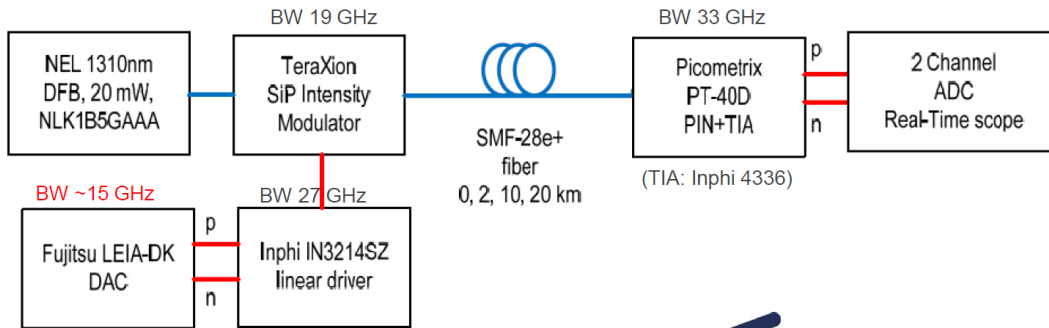 BW 19 GHz
BW 33 GHz
NEL 1310nm
DFB, 20 mW,
NLK1B5GAAA
TeraXion
SiP Intensity
Modulator
SMF-28e+
fiber
0, 2, 10, 20 km
Picometrix
PT-40D
PIN+TIA
p
n
2 Channel
ADC
Real-Time scope
(TIA: Inphi 4336)
BW ~15 GHz
BW 27 GHz
Fujitsu LEIA-DK
DAC
p
n
Inphi IN3214SZ
linear driver